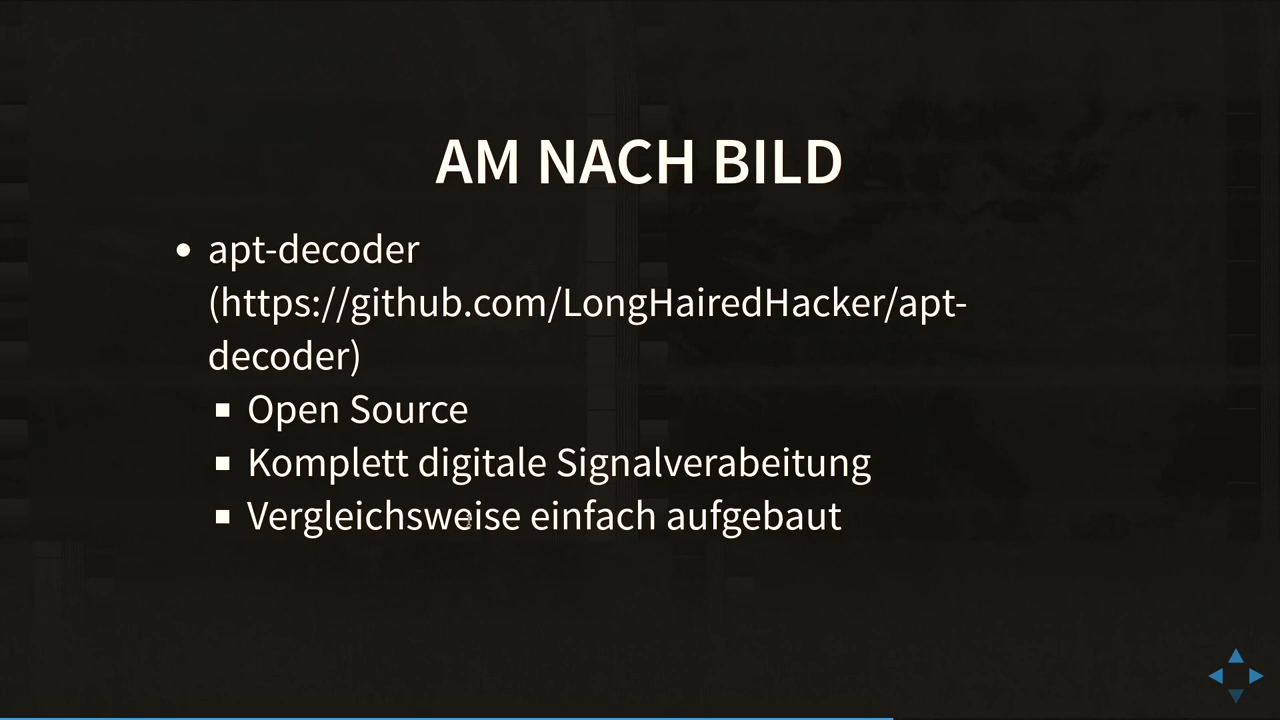 AM NACH BILD
apt-decoder
(https://github.com/LongHairedHacker/apt-
decoder)
Open Source
Komplett digitale Signalverabeitung
Vergleichsweise einfach aufgebaut